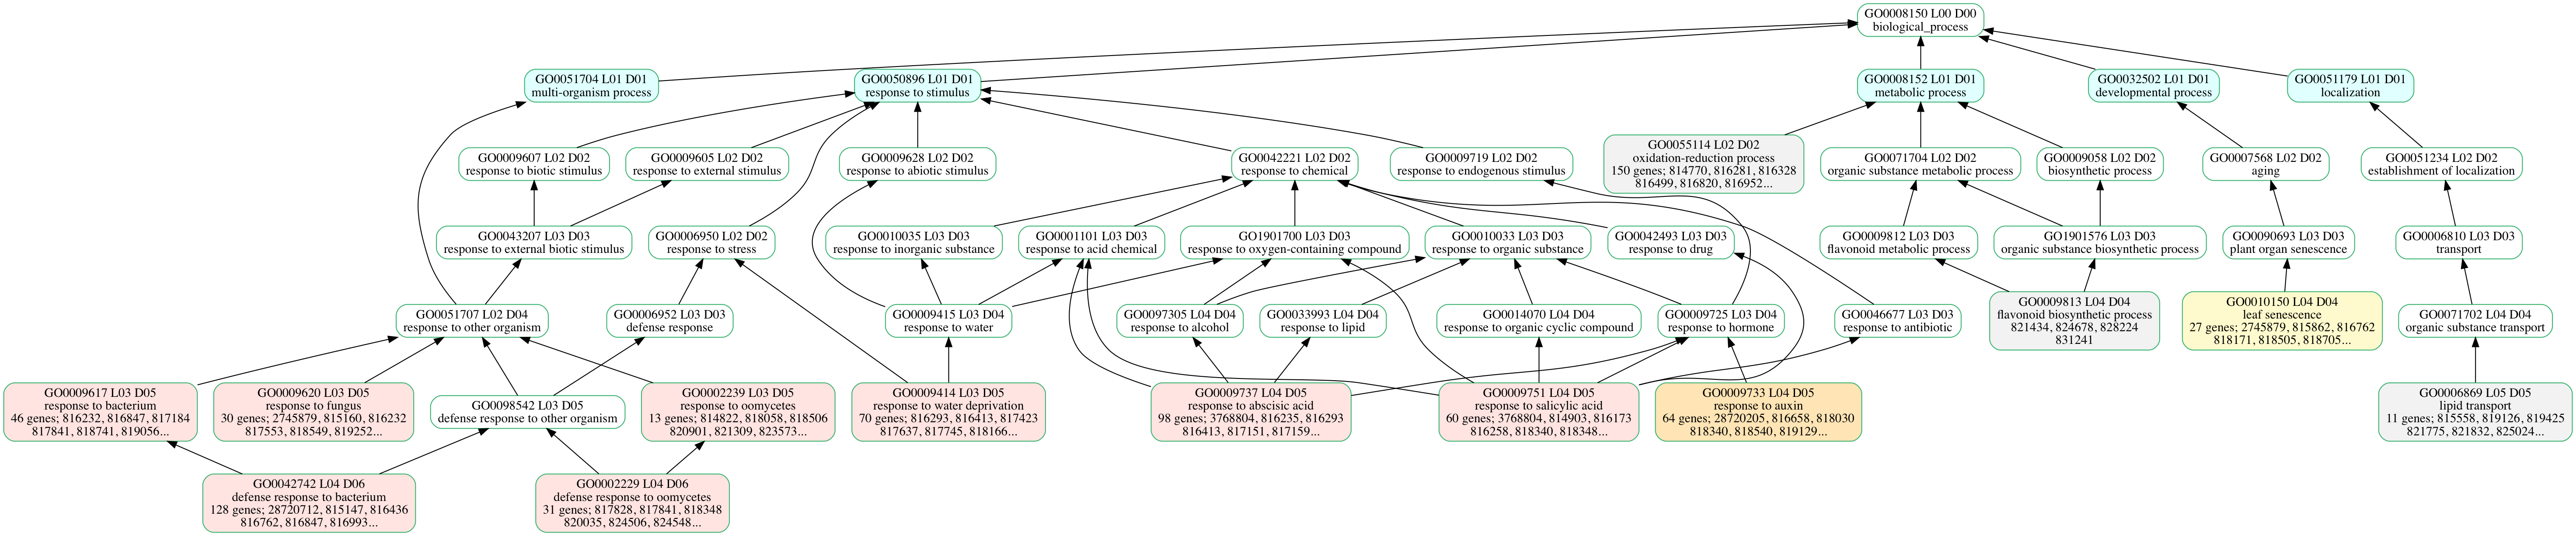 GO0008150 L00 D00
biological_process
GO0051704 L01 D01
multi-organism process
GO0050896 L01 D01
response to stimulus
GO0008152 L01 D01
metabolic process
GO0032502 L01 D01
developmental process
GO0051179 L01 D01
localization
GO0009607 L02 D02
response to biotic stimulus
GO0009605 L02 D02
response to external stimulus
GO0009628 L02 D02
response to abiotic stimulus
GO0042221 L02 D02
response to chemical
GO0009719 L02 D02
response to endogenous stimulus
GO0055114 L02 D02
oxidation-reduction process
150 genes; 814770, 816281, 816328
816499, 816820, 816952...
GO0071704 L02 D02
organic substance metabolic process
GO0009058 L02 D02
biosynthetic process
GO0007568 L02 D02
aging
GO0051234 L02 D02
establishment of localization
GO0043207 L03 D03
response to external biotic stimulus
GO0006950 L02 D02
response to stress
GO0010035 L03 D03
response to inorganic substance
GO0001101 L03 D03
response to acid chemical
GO1901700 L03 D03
response to oxygen-containing compound
GO0010033 L03 D03
response to organic substance
GO0042493 L03 D03
response to drug
GO0009812 L03 D03
flavonoid metabolic process
GO1901576 L03 D03
organic substance biosynthetic process
GO0090693 L03 D03
plant organ senescence
GO0006810 L03 D03
transport
GO0051707 L02 D04
response to other organism
GO0006952 L03 D03
defense response
GO0009415 L03 D04
response to water
GO0097305 L04 D04
response to alcohol
GO0033993 L04 D04
response to lipid
GO0014070 L04 D04
response to organic cyclic compound
GO0009725 L03 D04
response to hormone
GO0046677 L03 D03
response to antibiotic
GO0009813 L04 D04
flavonoid biosynthetic process
821434, 824678, 828224
831241
GO0010150 L04 D04
leaf senescence
27 genes; 2745879, 815862, 816762
818171, 818505, 818705...
GO0071702 L04 D04
organic substance transport
GO0009617 L03 D05
response to bacterium
46 genes; 816232, 816847, 817184
817841, 818741, 819056...
GO0009620 L03 D05
response to fungus
30 genes; 2745879, 815160, 816232
817553, 818549, 819252...
GO0098542 L03 D05
defense response to other organism
GO0002239 L03 D05
response to oomycetes
13 genes; 814822, 818058, 818506
820901, 821309, 823573...
GO0009414 L03 D05
response to water deprivation
70 genes; 816293, 816413, 817423
817637, 817745, 818166...
GO0009737 L04 D05
response to abscisic acid
98 genes; 3768804, 816235, 816293
816413, 817151, 817159...
GO0009751 L04 D05
response to salicylic acid
60 genes; 3768804, 814903, 816173
816258, 818340, 818348...
GO0009733 L04 D05
response to auxin
64 genes; 28720205, 816658, 818030
818340, 818540, 819129...
GO0006869 L05 D05
lipid transport
11 genes; 815558, 819126, 819425
821775, 821832, 825024...
GO0042742 L04 D06
defense response to bacterium
128 genes; 28720712, 815147, 816436
816762, 816847, 816993...
GO0002229 L04 D06
defense response to oomycetes
31 genes; 817828, 817841, 818348
820035, 824506, 824548...